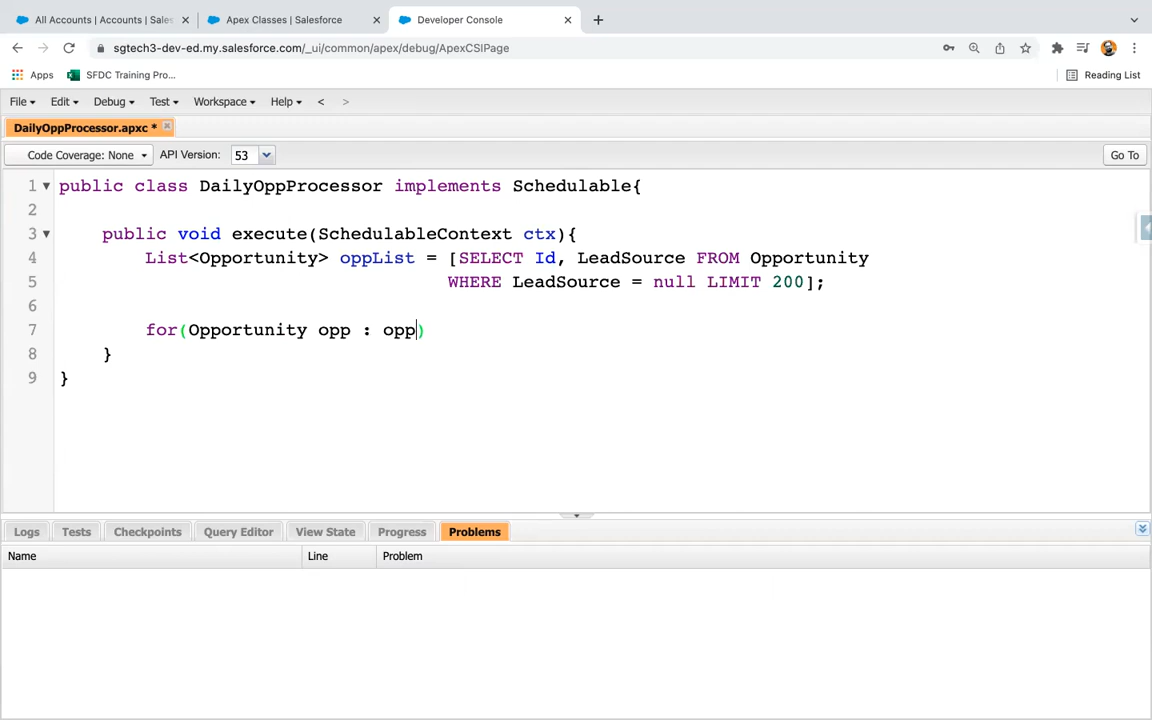 All Accounts | Accounts | Sales
Apex Classes | Salesforce
Developer Console
sgtech3-dev-ed.my.salesforce.com/_ui/common/apex/debug/ApexCSIPage
Apps
SFDC Training Pro...
Reading List
File
Edit
Debug
Test
Workspace
Help
<
>
DailyOppProcessor.apxc *
Code Coverage: None
API Version:
53
Go To
1 public class DailyOppProcessor implements Schedulable{
2
3 public void execute(SchedulableContext ctx){
4 List<Opportunity> oppList = [SELECT Id, LeadSource FROM Opportunity
5 WHERE LeadSource = null LIMIT 200];
6
7 for(Opportunity opp : opp)
8 }
9 }
Logs
Tests
Checkpoints
Query Editor
View State
Progress
Problems
Name
Line
Problem